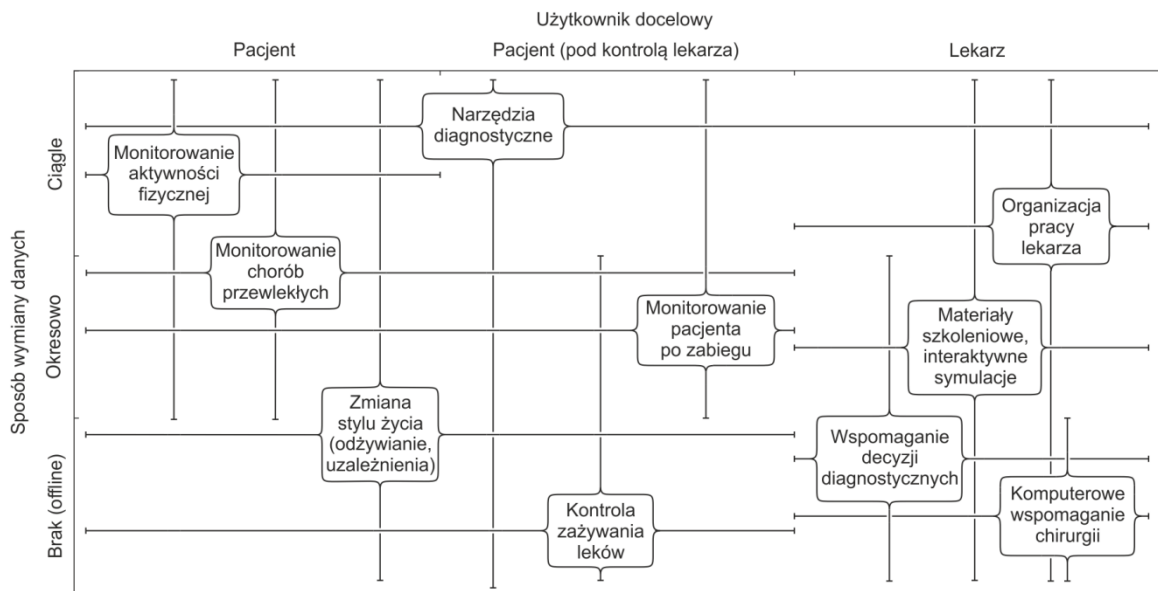 Użytkownik docelowy
Pacjent
Pacjent (pod kontrolą lekarza)
Lekarz
Sposób wymiany danych
Ciągle
Okresowo
Brak (offline)
Narzędzia
diagnostyczne
Monitorowanie
aktywności
fizycznej
Organizacja
pracy
lekarza
Monitorowanie
chorób
przewlekłych
Monitorowanie
pacjenta
po zabiegu
Materiały
szkoleniowe,
interaktywne
symulacje
Zmiana
stylu życia
(odżywianie,
uzależnienia)
Wspomaganie
decyzji
diagnostycznych
Kontrola
zażywania
leków
Komputerowe
wspomaganie
chirurgii